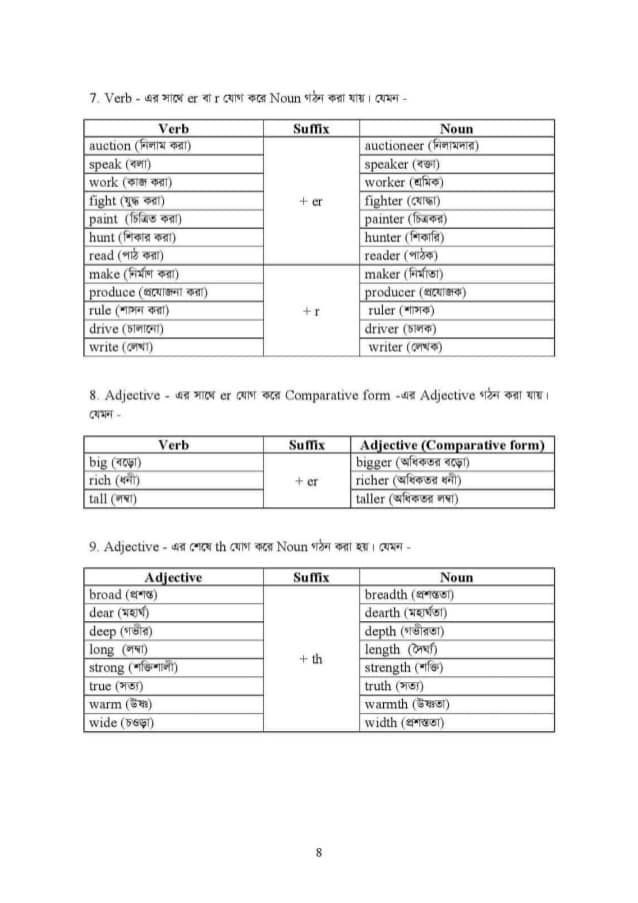 7. Verb - এর সাথে er বা r যোগ করে Noun গঠন করা যায়। যেমন -
Verb Suffix Noun
auction (নিলাম করা) auctioneer (নিলামদার)
speak (বলা) speaker (বক্তা)
work (কাজ করা) worker (শ্রমিক)
fight (যুদ্ধ করা) + er fighter (যোদ্ধা)
paint (চিত্রিত করা) painter (চিত্রকর)
hunt (শিকার করা) hunter (শিকারি)
read (পাঠ করা) reader (পাঠক)
make (নির্মাণ করা) maker (নির্মাতা)
produce (প্রযোজনা করা) producer (প্রযোজক)
rule (শাসন করা) + r ruler (শাসক)
drive (চালানো) driver (চালক)
write (লেখা) writer (লেখক)
8. Adjective - এর সাথে er যোগ করে Comparative form -এর Adjective গঠন করা যায়।
যেমন -
Verb Suffix Adjective (Comparative form)
big (বড়ো) bigger (অধিকতর বড়ো)
rich (ধনী) + er richer (অধিকতর ধনী)
tall (লম্বা) taller (অধিকতর লম্বা)
9. Adjective - এর শেষে th যোগ করে Noun গঠন করা হয়। যেমন -
Adjective Suffix Noun
broad (প্রশস্ত) breadth (প্রশস্ততা)
dear (মহার্ঘ) dearth (মহার্ঘতা)
deep (গভীর) depth (গভীরতা)
long (লম্বা) length (দৈর্ঘ্য)
strong (শক্তিশালী) + th strength (শক্তি)
true (সত্য) truth (সত্য)
warm (উষ্ণ) warmth (উষ্ণতা)
wide (চওড়া) width (প্রশস্ততা)
8